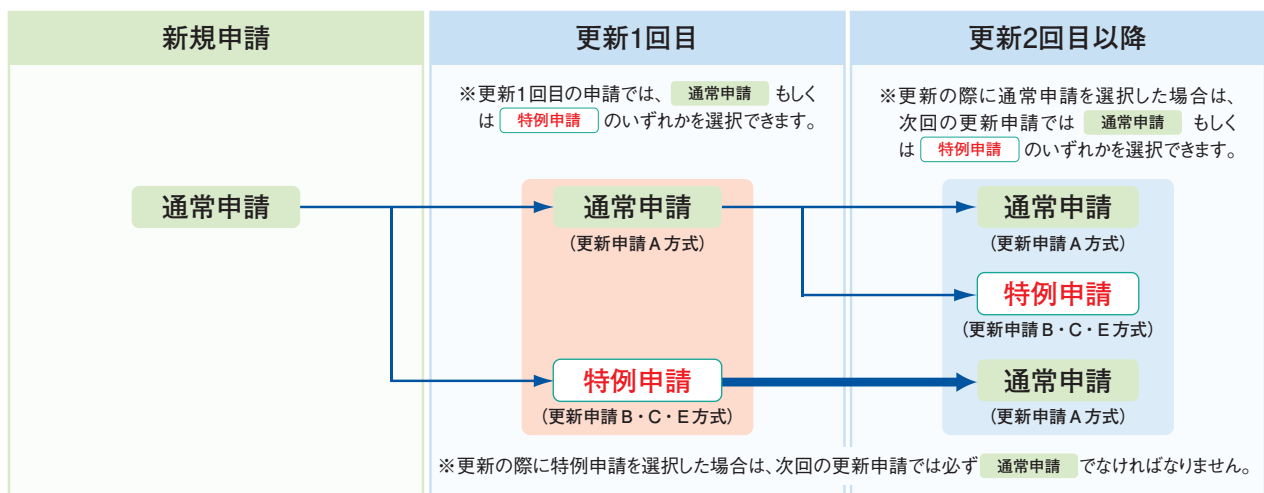 新規申請
更新1回目
更新2回目以降
※更新1回目の申請では、 通常申請 もしく
は 特例申請 のいずれかを選択できます。
※更新の際に通常申請を選択した場合は、
次回の更新申請では 通常申請 もしく
は 特例申請 のいずれかを選択できます。
通常申請
通常申請
(更新申請A方式)
通常申請
(更新申請A方式)
特例申請
(更新申請B・C・E方式)
特例申請
(更新申請B・C・E方式)
通常申請
(更新申請A方式)
※更新の際に特例申請を選択した場合は、次回の更新申請では必ず 通常申請 でなければなりません。